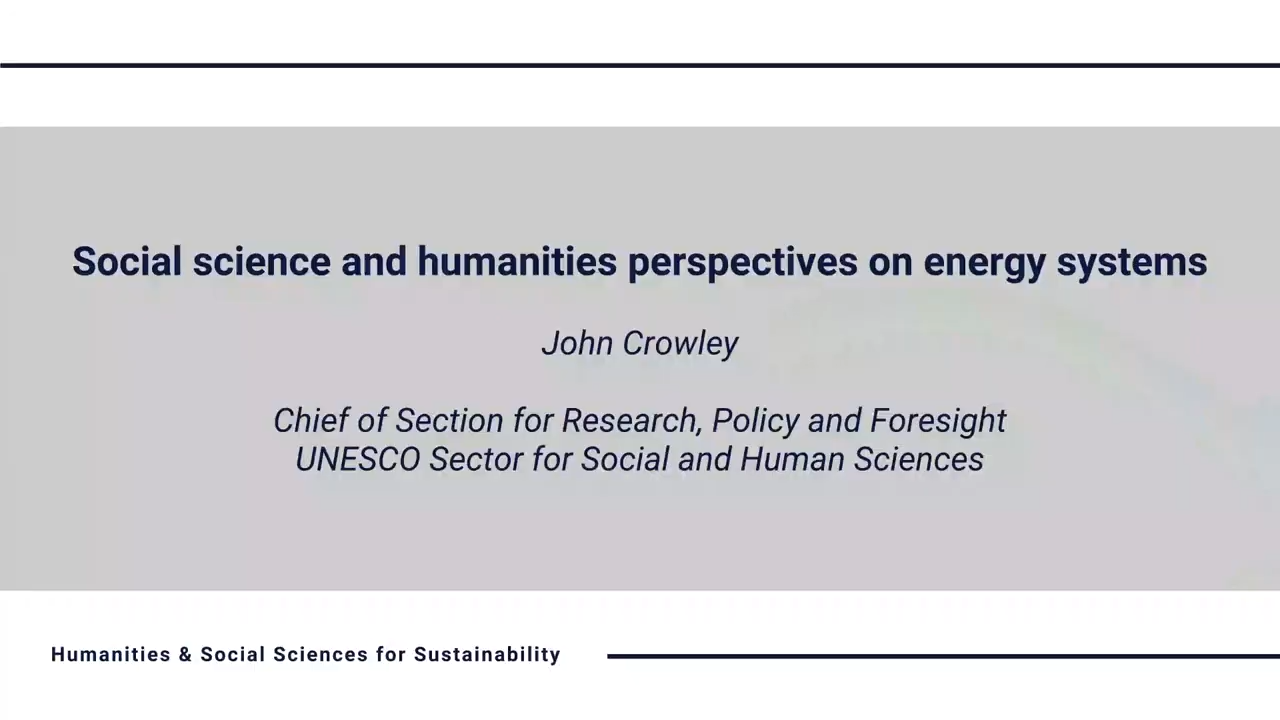 Social science and humanities perspectives on energy systems
John Crowley
Chief of Section for Research, Policy and Foresight
UNESCO Sector for Social and Human Sciences
Humanities & Social Sciences for Sustainability